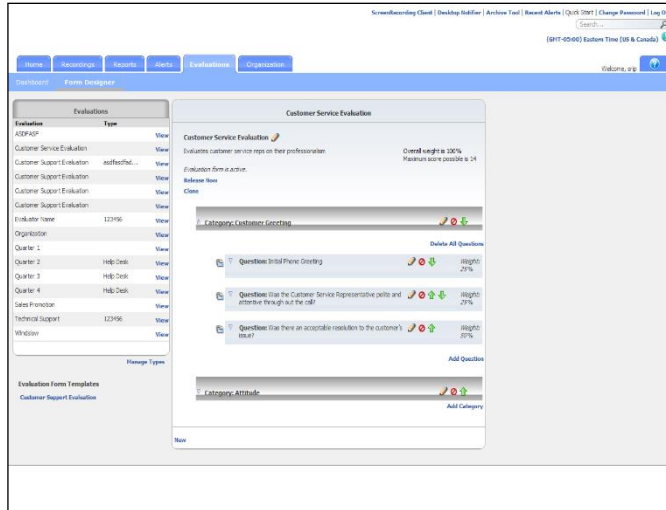 ScreenRecording Client | Desktop Notifier | Archive Tool | Recent Alerts | Quick Start | Change Password | Log O
Search...
(GMT-05:00) Eastern Time (US & Canada)
Home Recordings Reports Alerts Evaluations Organization
Welcome,
Dashboard Form Designer
Evaluations
Evaluation Type
ASDFASF View
Customer Service Evaluation View
Customer Support Evaluation View
Customer Support Evaluation View
Customer Support Evaluation View
Customer Support Evaluation View
Evaluator Name 123456 View
Organization View
Quarter 1 View
Quarter 2 Help Desk View
Quarter 3 Help Desk View
Quarter 4 Help Desk View
Sales Promotion View
Technical Support 123456 View
Windslow View
Manage Types
Evaluation Form Templates
Customer Support Evaluation
Customer Service Evaluation
Customer Service Evaluation
Evaluates customer service reps on their professionalism
Overall weight is 100%
Maximum score possible is 14
Evaluation form is active.
Release Now
Clone
Category: Customer Greeting
Delete All Questions
Question: Initial Phone Greeting
Weight:
Question: Was the Customer Service Representative polite and
attentive through out the call?
Weight:
Question: Was there an acceptable resolution to the customer's
issue?
Weight:
Add Question
Category: Attitude
Add Category
New